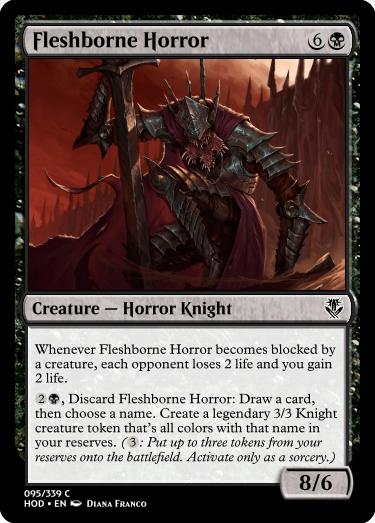 Fleshborne Horror 6
Creature — Horror Knight
Whenever Fleshborne Horror becomes blocked by
a creature, each opponent loses 2 life and you gain
2 life.
2, Discard Fleshborne Horror: Draw a card,
then choose a name. Create a legendary 3/3 Knight
creature token that's all colors with that name in
your reserves. (3: Put up to three tokens from your
reserves onto the battlefield. Activate only as a sorcery.)
8/6
095/339 C
HOD • EN Diana Franco